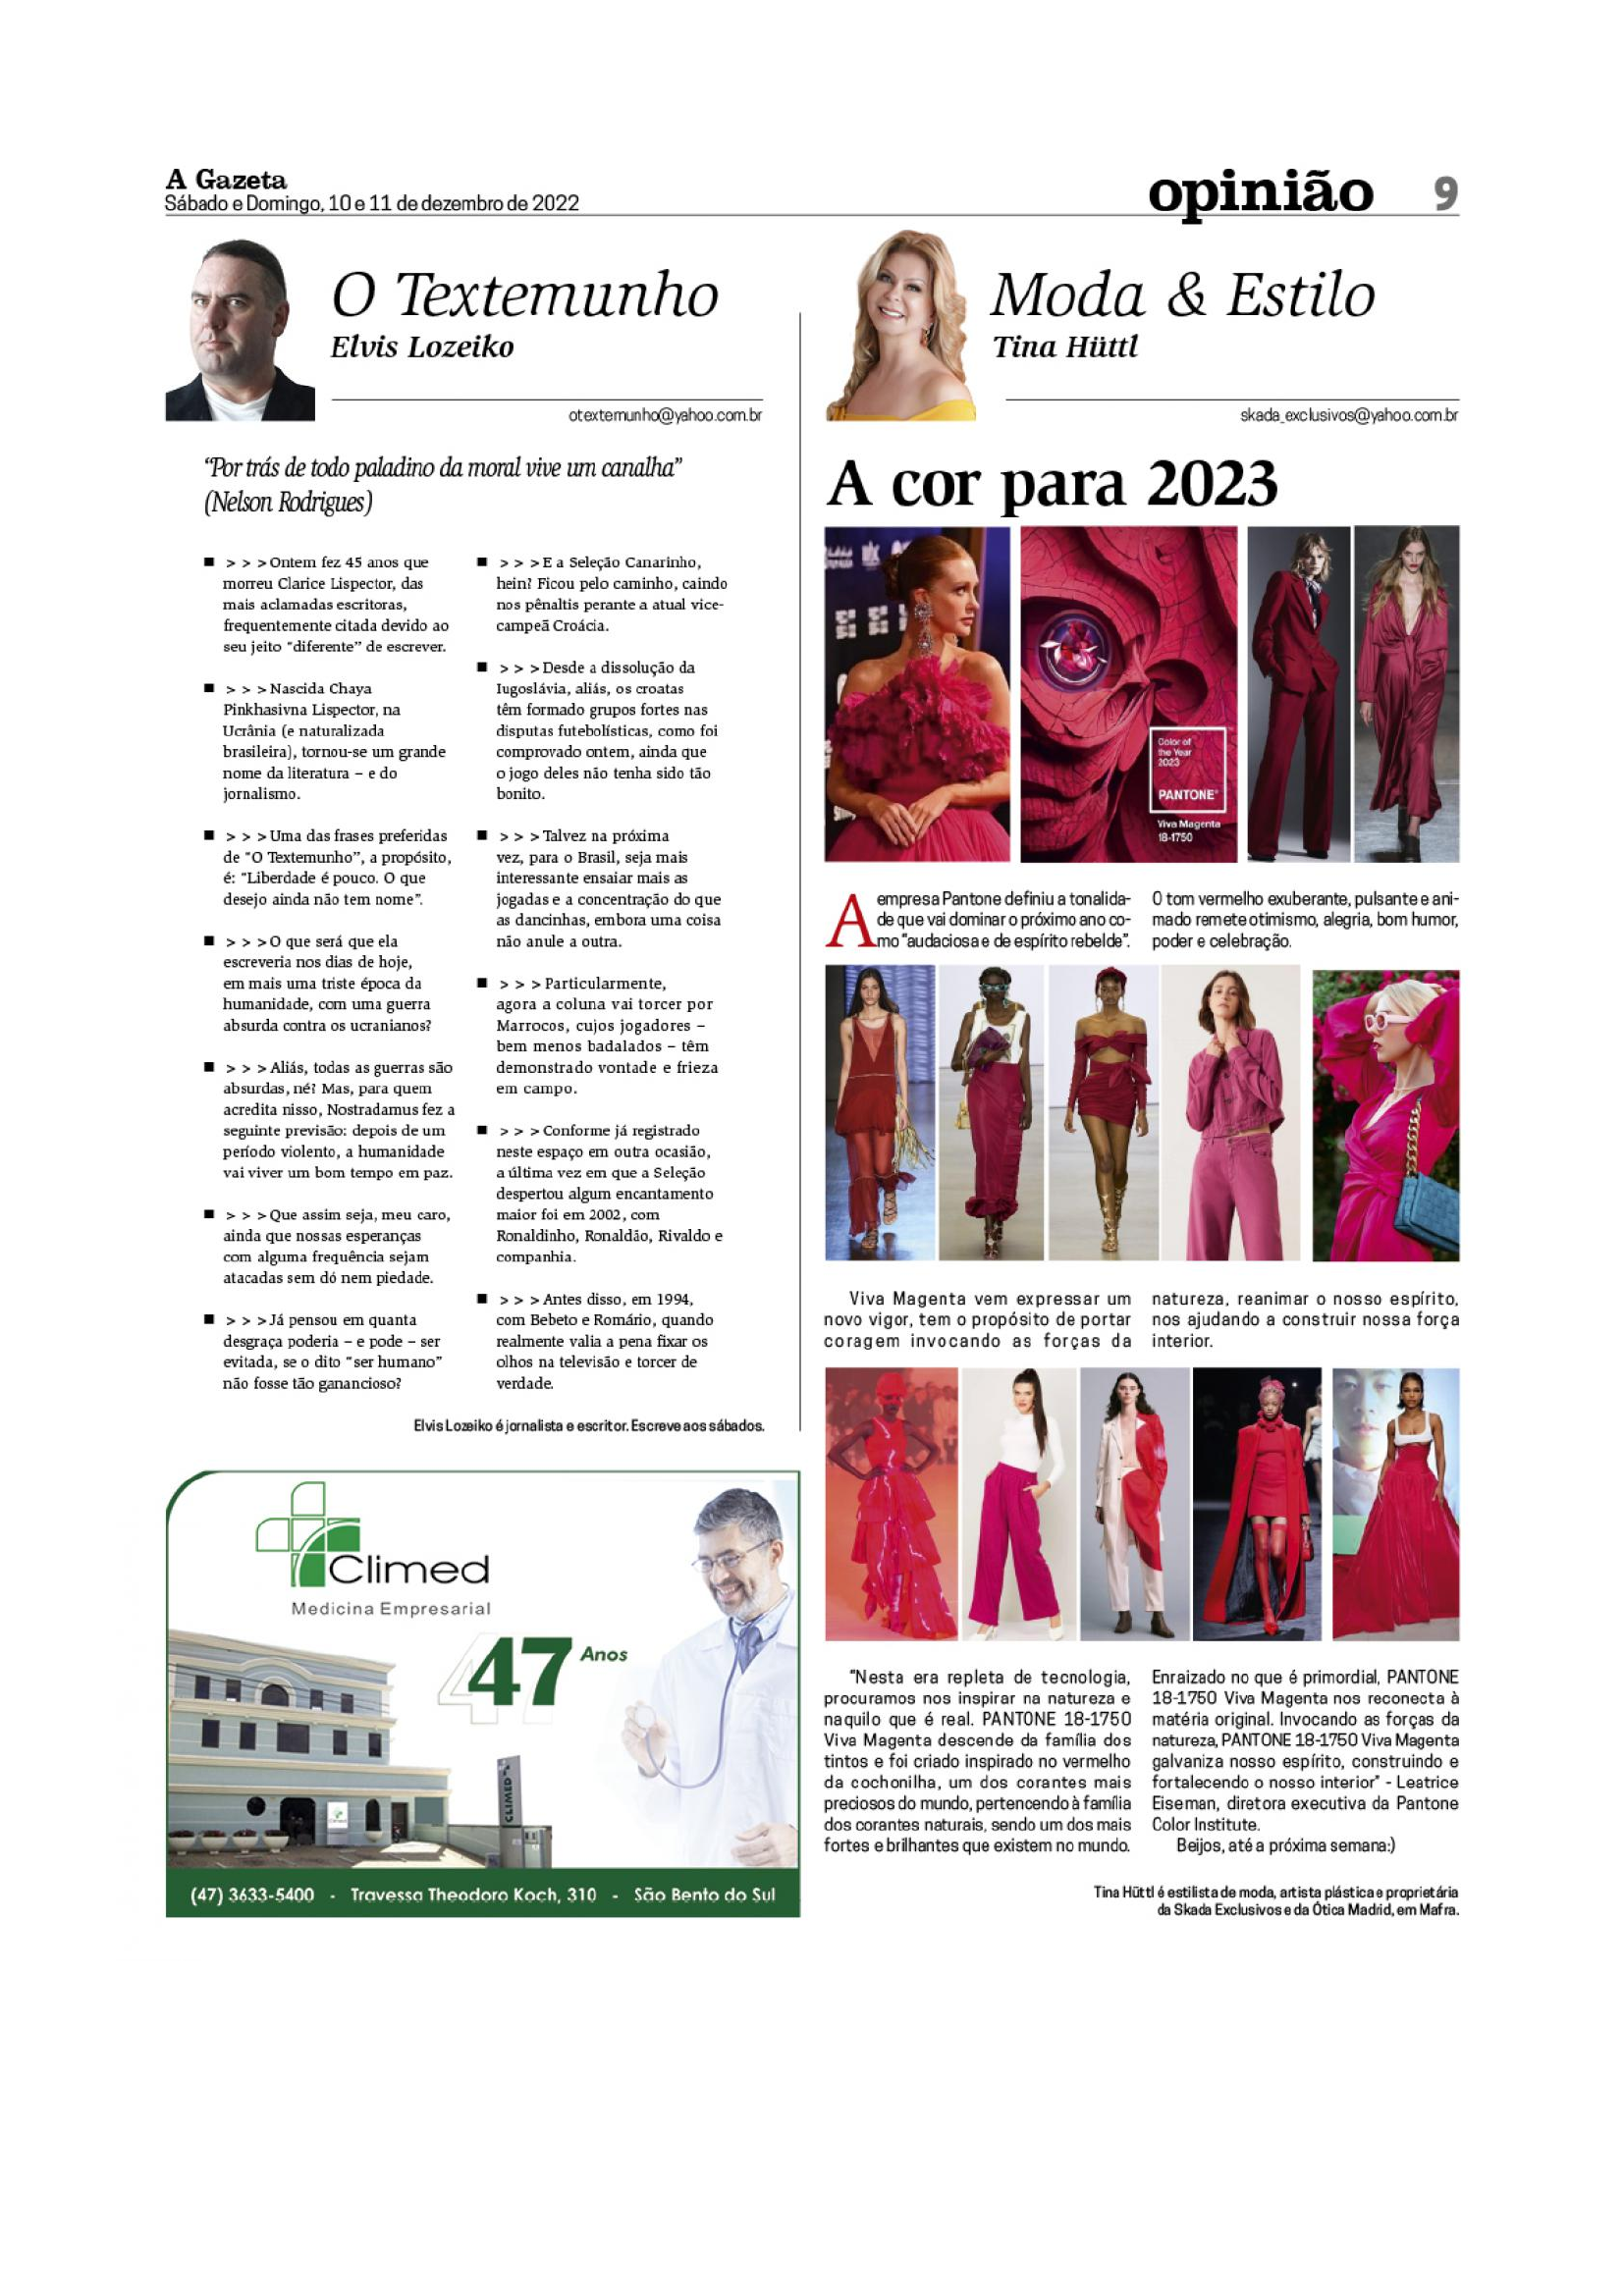 A Gazeta
Sábado e Domingo, 10 e 11 de dezembro de 2022
opinião
9
O Textemunho
Elvis Lozeiko
otextemunho@yahoo.com.br
“Por trás de todo paladino da moral vive um canalha”
(Nelson Rodrigues)
■ > > > Ontem fez 45 anos que
morreu Clarice Lispector, das
mais aclamadas escritoras,
frequentemente citada devido ao
seu jeito “diferente” de escrever.
■ > > > Nascida Chaya
Pinkhasivna Lispector, na
Ucrânia (e naturalizada
brasileira), tornou-se um grande
nome da literatura – e do
jornalismo.
■ > > > Uma das frases preferidas
de “O Textemunho”, a propósito,
é: “Liberdade é pouco. O que
desejo ainda não tem nome”.
■ > > > O que será que ela
escreveria nos dias de hoje,
em mais uma triste época da
humanidade, com uma guerra
absurda contra os ucranianos?
■ > > > Aliás, todas as guerras são
absurdas, né? Mas, para quem
acredita nisso, Nostradamus fez a
seguinte previsão: depois de um
período violento, a humanidade
vai viver um bom tempo em paz.
■ > > > Que assim seja, meu caro,
ainda que nossas esperanças
com alguma frequência sejam
atacadas sem dó nem piedade.
■ > > > Já pensou em quanta
desgraça poderia – e pode – ser
evitada, se o dito “ser humano”
não fosse tão ganancioso?
■ > > > E a Seleção Canarinho,
hein? Ficou pelo caminho, caindo
nos pênaltis perante a atual vice-
campeã Croácia.
■ > > > Desde a dissolução da
Iugoslávia, aliás, os croatas
têm formado grupos fortes nas
disputas futebolísticas, como foi
comprovado ontem, ainda que
o jogo deles não tenha sido tão
bonito.
■ > > > Talvez na próxima
vez, para o Brasil, seja mais
interessante ensaiar mais as
jogadas e a concentração do que
as dancinhas, embora uma coisa
não anule a outra.
■ > > > Particularmente,
agora a coluna vai torcer por
Marrocos, cujos jogadores –
bem menos badalados – têm
demonstrado vontade e frieza
em campo.
■ > > > Conforme já registrado
neste espaço em outra ocasião,
a última vez em que a Seleção
despertou algum encantamento
maior foi em 2002, com
Ronaldinho, Ronaldão, Rivaldo e
companhia.
■ > > > Antes disso, em 1994,
com Bebeto e Romário, quando
realmente valia a pena fixar os
olhos na televisão e torcer de
verdade.
Elvis Lozeiko é jornalista e escritor. Escreve aos sábados.
Climed
Medicina Empresarial
47 Anos
CLIMED
Climed
(47) 3633-5400 - Travessa Theodoro Koch, 310 - São Bento do Sul
Moda & Estilo
Tina Hüttl
skada_exclusivos@yahoo.com.br
A cor para 2023
Color of
the Year
2023
PANTONE®
Viva Magenta
18-1750
A empresa Pantone definiu a tonalida-
de que vai dominar o próximo ano co-
mo “audaciosa e de espírito rebelde”.
O tom vermelho exuberante, pulsante e ani-
mado remete otimismo, alegria, bom humor,
poder e celebração.
Viva Magenta vem expressar um
novo vigor, tem o propósito de portar
coragem invocando as forças da
natureza, reanimar o nosso espírito,
nos ajudando a construir nossa força
interior.
“Nesta era repleta de tecnologia,
procuramos nos inspirar na natureza e
naquilo que é real. PANTONE 18-1750
Viva Magenta descende da família dos
tintos e foi criado inspirado no vermelho
da cochonilha, um dos corantes mais
preciosos do mundo, pertencendo à família
dos corantes naturais, sendo um dos mais
fortes e brilhantes que existem no mundo.
Enraizado no que é primordial, PANTONE
18-1750 Viva Magenta nos reconecta à
matéria original. Invocando as forças da
natureza, PANTONE 18-1750 Viva Magenta
galvaniza nosso espírito, construindo e
fortalecendo o nosso interior” - Leatrice
Eiseman, diretora executiva da Pantone
Color Institute.
Beijos, até a próxima semana:)
Tina Hüttl é estilista de moda, artista plástica e proprietária
da Skada Exclusivos e da Ótica Madrid, em Mafra.